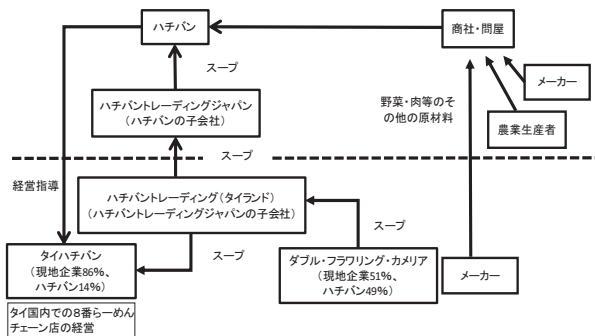 ハチバン
商社・問屋
スープ
メーカー
ハチバントレーディングジャパン
（ハチバンの子会社）
野菜・肉等のそ
の他の原材料
農業生産者
スープ
経営指導
ハチバントレーディング（タイランド）
（ハチバントレーディングジャパンの子会社）
スープ
スープ
タイハチバン
（現地企業86%、
ハチバン14%）
ダブル・フラワリング・カメリア
（現地企業51%、
ハチバン49%）
メーカー
タイ国内での８番らーめん
チェーン店の経営